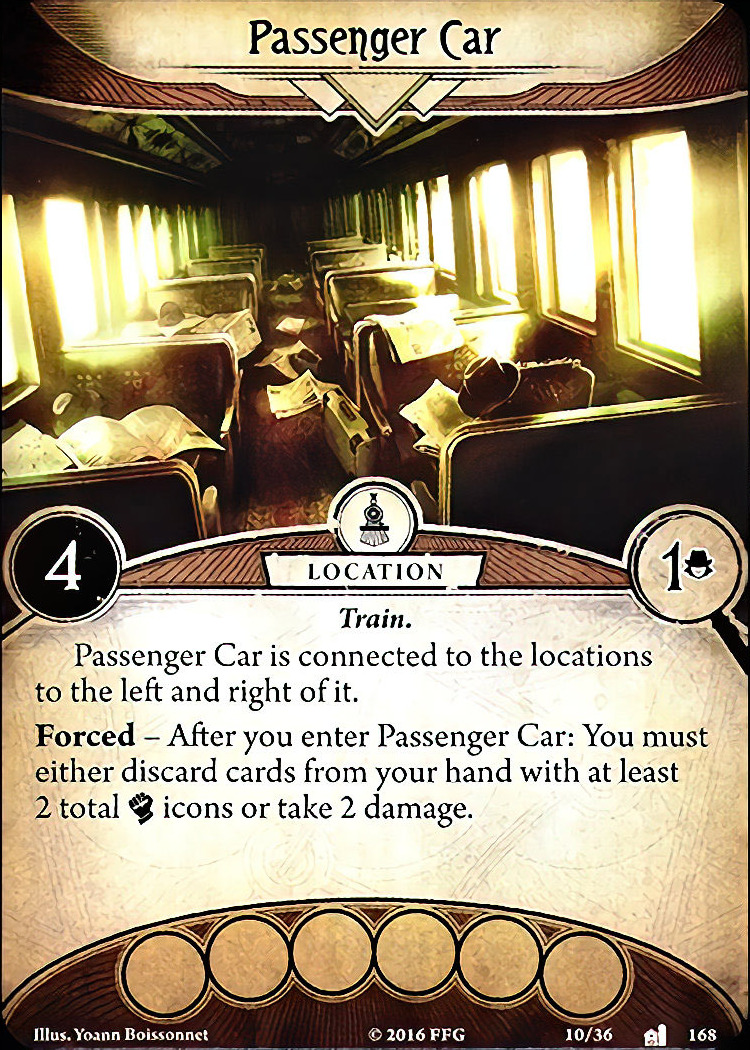 Passenger Car
4
LOCATION
1
Train.
Passenger Car is connected to the locations
to the left and right of it.
Forced – After you enter Passenger Car: You must
either discard cards from your hand with at least
2 total icons or take 2 damage.
Illus. Yoann Boissonnet
© 2016 FFG
10/36
168